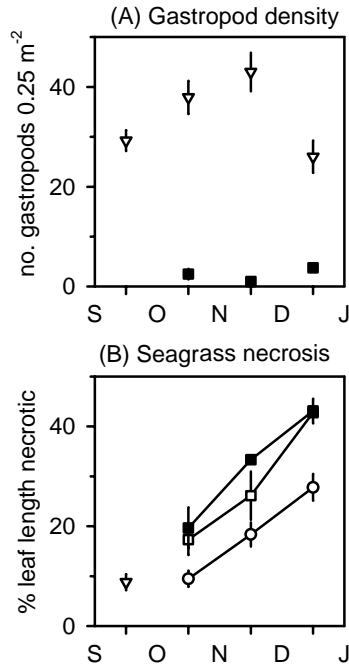 (A) Gastropod density
no. gastropods 0.25 m-2
40
20
0
S O N D J
(B) Seagrass necrosis
% leaf length necrotic
40
20
0
S O N D J